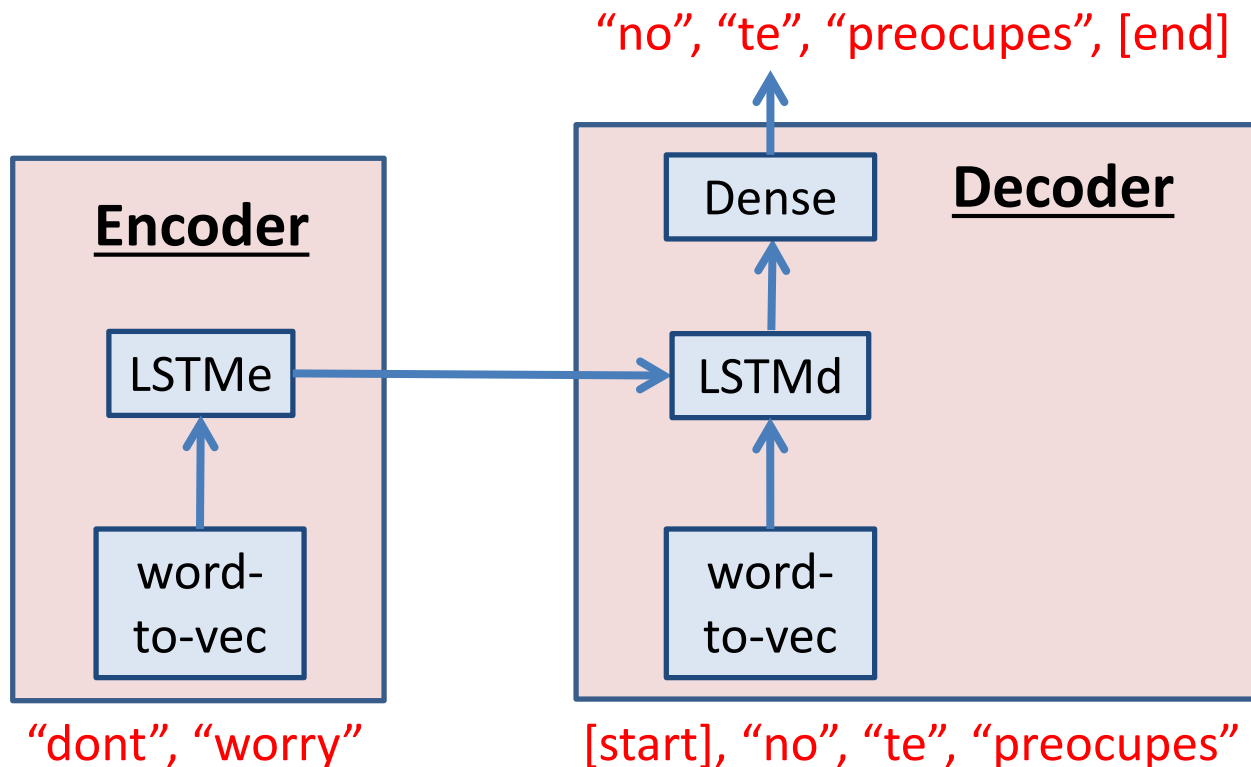 “no”, “te”, “preocupes”, [end]
Encoder
LSTMe
word-
to-vec
“dont”, “worry”
Decoder
Dense
LSTMd
word-
to-vec
[start], “no”, “te”, “preocupes”